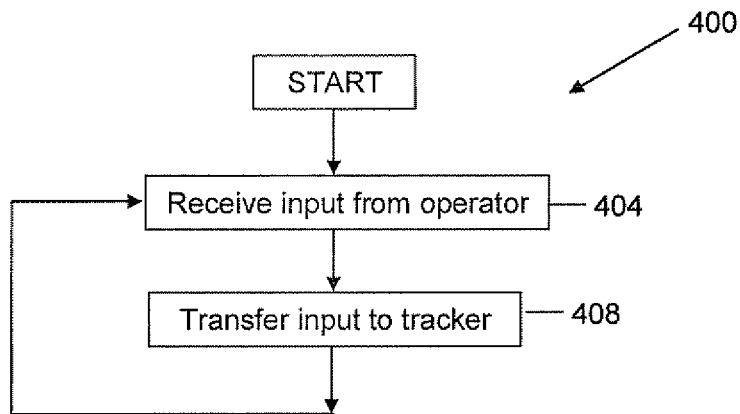 400
START
Receive input from operator
404
Transfer input to tracker
408